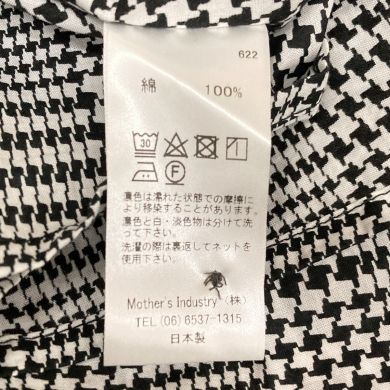 622
綿 100%
30
F
濃色は濡れた状態での摩擦に
より移染することがあります。
濃色と白・淡色物は分けて洗
って下さい。
洗濯の際は裏返してネットを
使用下さい。
Mother's Industry (株)
TEL (06) 6537-1315
日本製